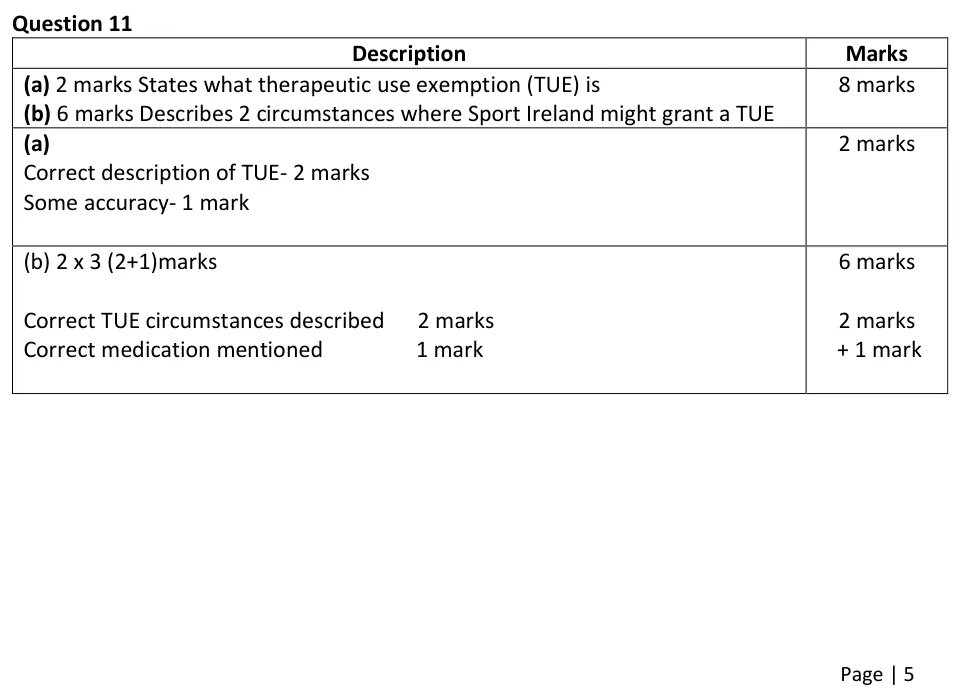 Question 11
Description Marks
(a) 2 marks States what therapeutic use exemption (TUE) is 8 marks
(b) 6 marks Describes 2 circumstances where Sport Ireland might grant a TUE
(a) 2 marks
Correct description of TUE- 2 marks
Some accuracy- 1 mark
(b) 2 x 3 (2+1)marks 6 marks
Correct TUE circumstances described 2 marks 2 marks
Correct medication mentioned 1 mark + 1 mark
Page | 5